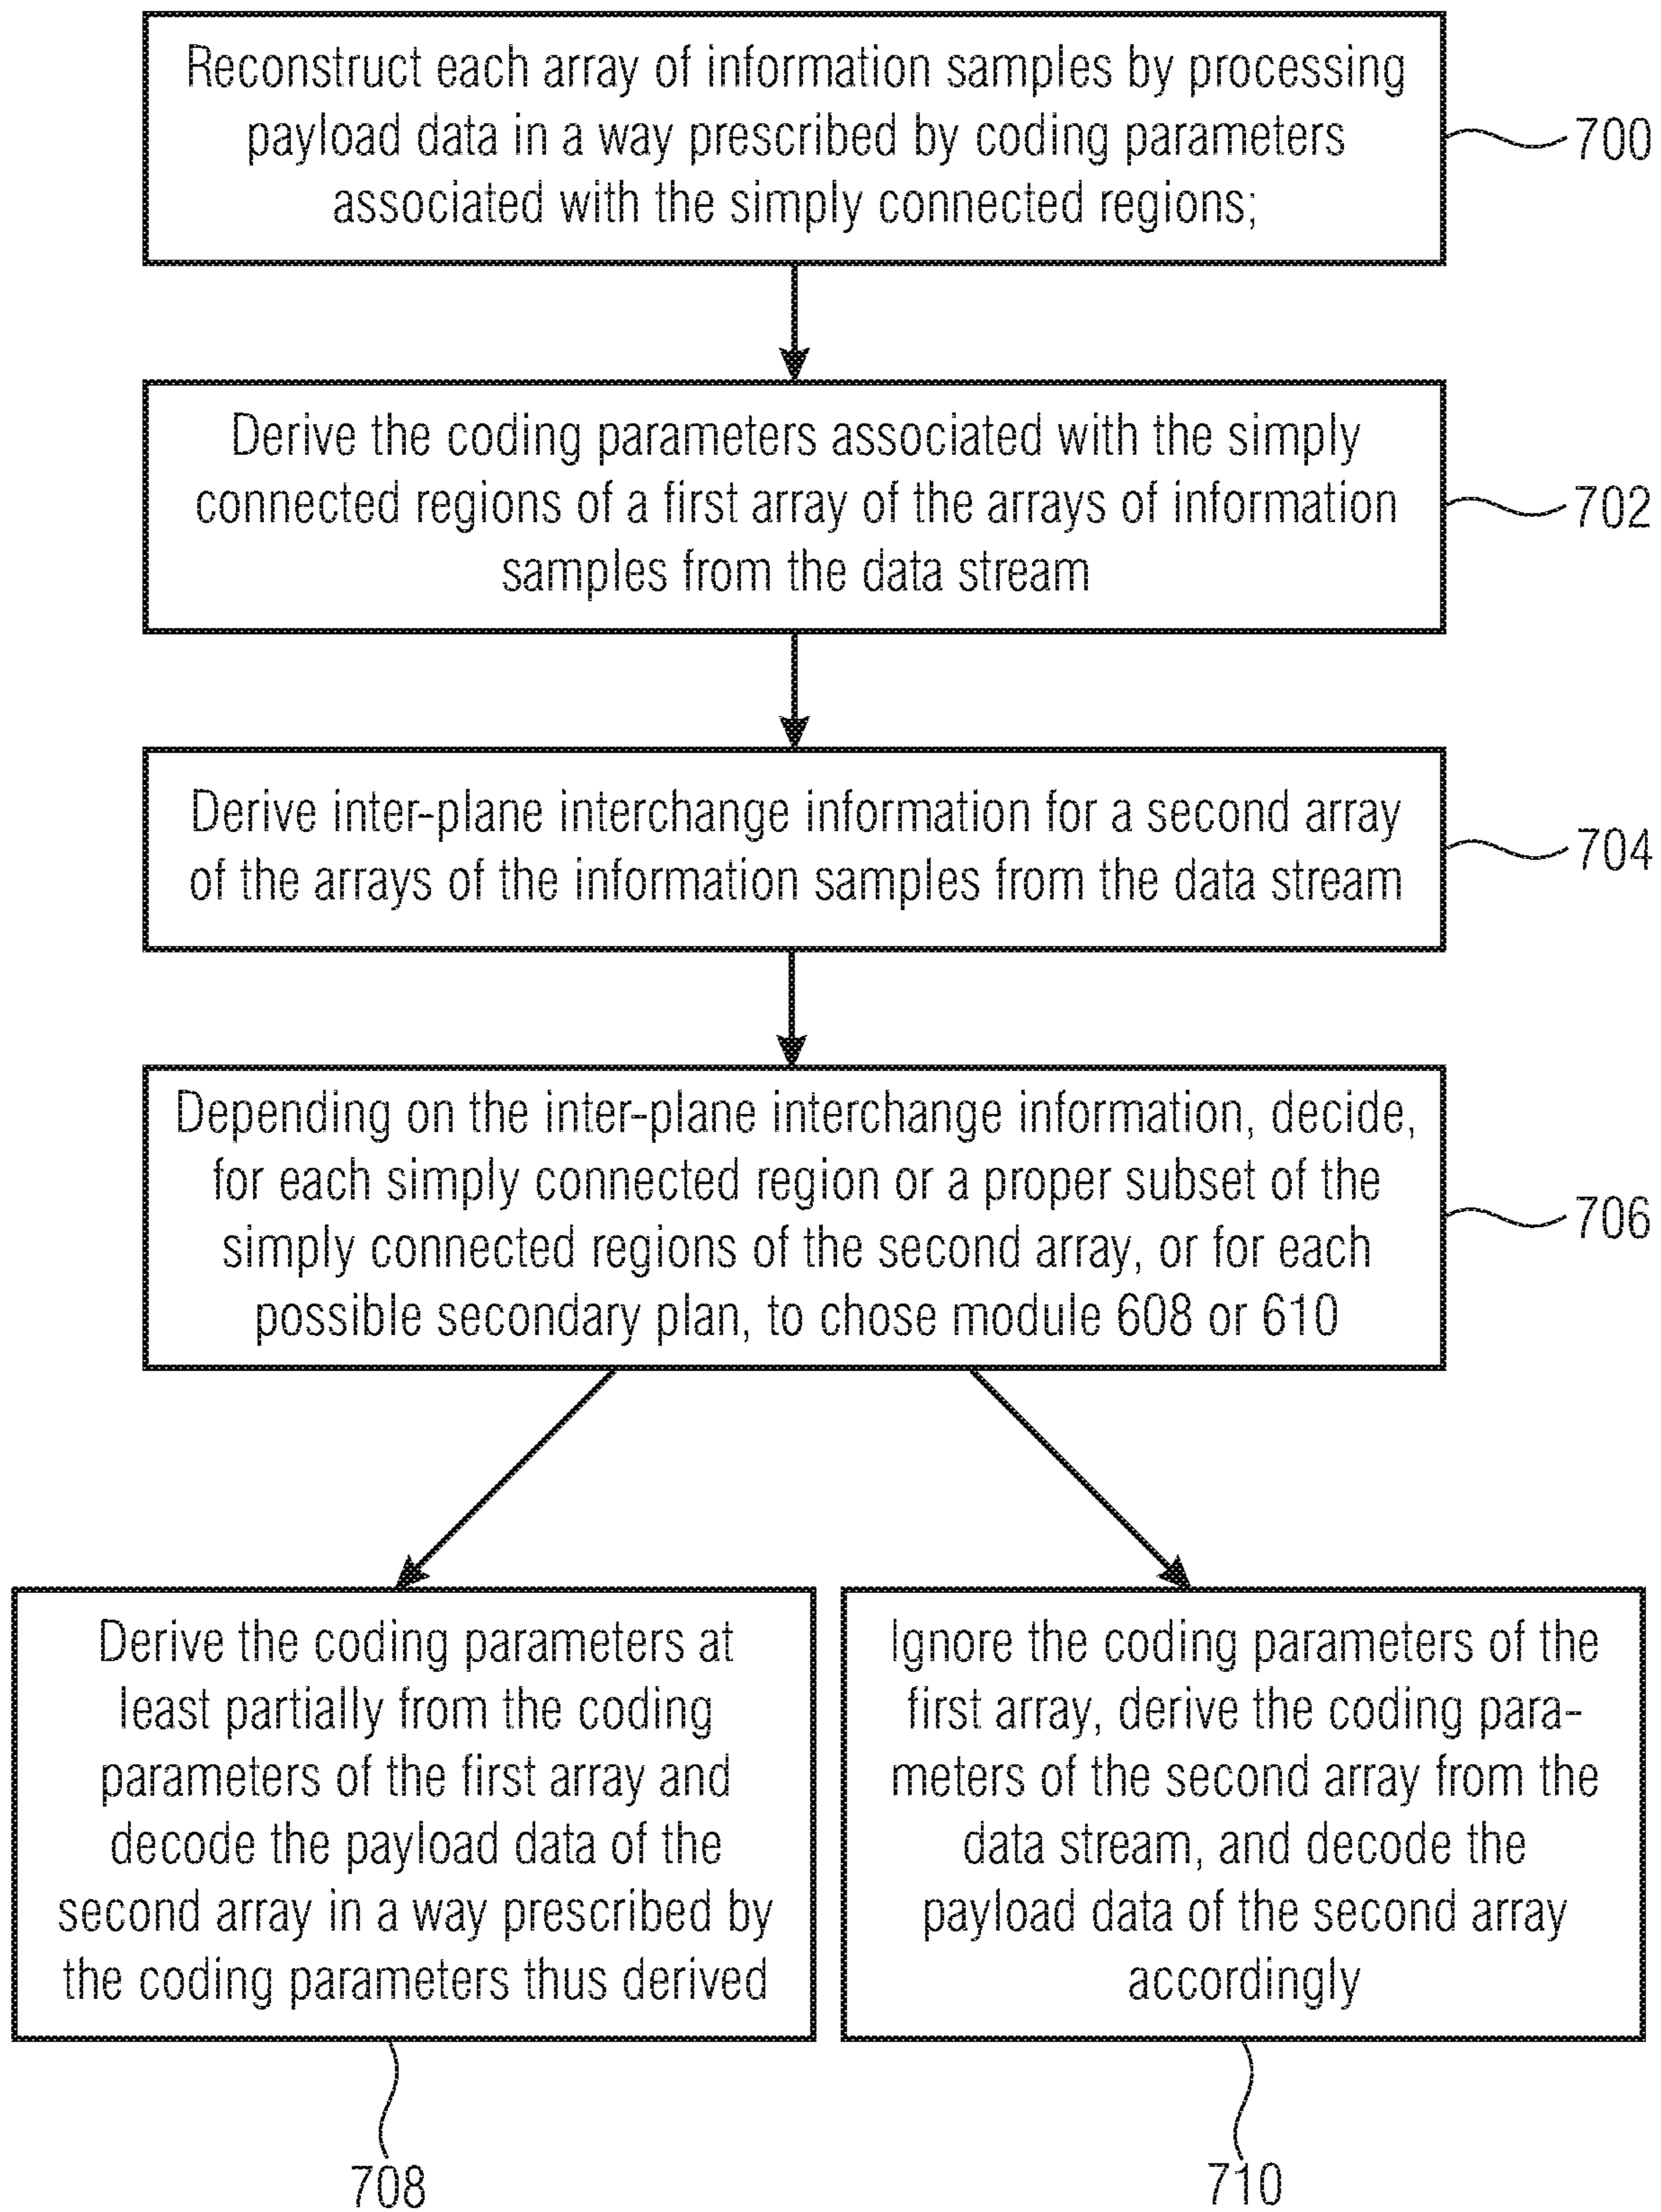 Reconstruct each array of information samples by processing
payload data in a way prescribed by coding parameters
associated with the simply connected regions;
700
Derive the coding parameters associated with the simply
connected regions of a first array of the arrays of information
samples from the data stream
702
Derive inter-plane interchange information for a second array
of the arrays of the information samples from the data stream
704
Depending on the inter-plane interchange information, decide,
for each simply connected region or a proper subset of the
simply connected regions of the second array, or for each
possible secondary plan, to chose module 608 or 610
706
Derive the coding parameters at
least partially from the coding
parameters of the first array and
decode the payload data of the
second array in a way prescribed by
the coding parameters thus derived
708
Ignore the coding parameters of the
first array, derive the coding para-
meters of the second array from the
data stream, and decode the
payload data of the second array
accordingly
710